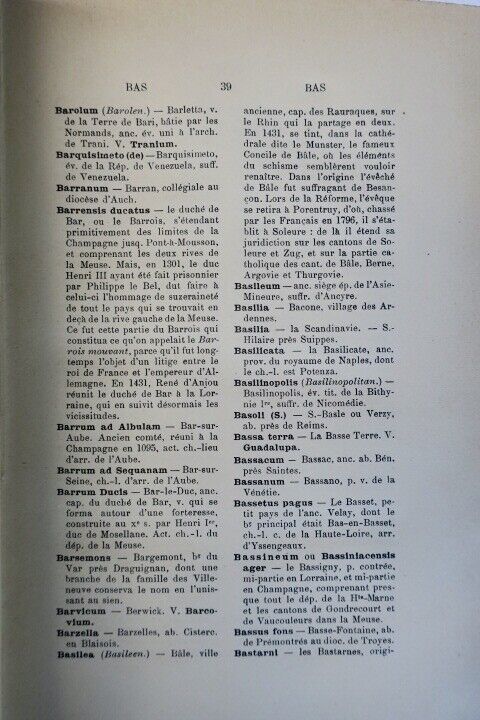 BAS 39 BAS
Barolum (Barolen.) — Barletta, v.
de la Terre de Bari, bâtie par les
Normands, anc. év. uni à l'arch.
de Trani. V. Tranium.
Barquisimeto (de) — Barquisimeto,
év. de la Rép. de Venezuela, suff.
de Venezuela.
Barranum — Barran, collégiale au
diocèse d'Auch.
Barrensis ducatus — le duché de
Bar, ou le Barrois, s'étendant
primitivement des limites de la
Champagne jusq. Pont-à-Mousson,
et comprenant les deux rives de
la Meuse. Mais, en 1301, le duc
Henri III ayant été fait prisonnier
par Philippe le Bel, dut faire à
celui-ci l'hommage de suzeraineté
de tout le pays qui se trouvait en
deçà de la rive gauche de la Meuse.
Ce fut cette partie du Barrois qui
constitua ce qu'on appelait le Bar-
rois mouvant, parce qu'il fut long-
temps l'objet d'un litige entre le
roi de France et l'empereur d'Al-
lemagne. En 1431, René d'Anjou
réunit le duché de Bar à la Lor-
raine, qui en suivit désormais les
vicissitudes.
Barrum ad Albulam — Bar-sur-
Aube. Ancien comté, réuni à la
Champagne en 1095, act. ch.-lieu
d'arr. de l'Aube.
Barrum ad Sequanam — Bar-sur-
Seine, ch.-l. d'arr. de l'Aube.
Barrum Ducis — Bar-le-Duc, anc.
cap. du duché de Bar, v. qui se
forma autour d'une forteresse,
construite au xe s. par Henri Ier,
duc de Mosellane. Act. ch.-l. du
dép. de la Meuse.
Barsemons — Bargemont, bg du
Var près Draguignan, dont une
branche de la famille des Ville-
neuve conserva le nom en l'unis-
sant au sien.
Barvicum — Berwick. V. Barco-
vium.
Barzella — Barzelles, ab. Cisterc.
en Blaisois.
Basilea (Basileen.) — Bâle, ville
ancienne, cap. des Rauraques, sur
le Rhin qui la partage en deux.
En 1431, se tint, dans la cathé-
drale dite le Munster, le fameux
Concile de Bâle, où les éléments
du schisme semblèrent vouloir
renaître. Dans l'origine l'évêché
de Bâle fut suffragant de Besan-
çon. Lors de la Réforme, l'évêque
se retira à Porentruy, d'oh, chassé
par les Français en 1796, il s'éta-
blit à Soleure : de là il étend sa
juridiction sur les cantons de So-
leure et Zug, et sur la partie ca-
tholique des cant. de Bâle, Berne,
Argovie et Thurgovie.
Basileum — anc. siège ép. de l'Asie-
Mineure, suffr. d'Ancyre.
Basilia — Bacone, village des Ar-
dennes.
Basilia — la Scandinavie. — S.-
Hilaire près Suippes.
Basilicata — la Basilicate, anc.
prov. du royaume de Naples, dont
le ch.-l. est Potenza.
Basilinopolis (Basilinopolitan.) —
Basilinopolis, év. tit. de la Bithy-
nie Ire, suffr. de Nicomédie.
Basoli (S.) — S.-Basle ou Verzy,
ab. près de Reims.
Bassa terra — La Basse Terre. V.
Guadalupa.
Bassacum — Bassac, anc. ab. Bén.
près Saintes.
Bassanum — Bassano, p. v. de la
Vénétie.
Bassetus pagus — Le Basset, pe-
tit pays de l'anc. Velay, dont le
bg principal était Bas-en-Basset,
ch.-l. c. de la Haute-Loire, arr.
d'Yssengeaux.
Bassineum ou Bassiniacensis
ager — le Bassigny, p. contrée,
mi-partie en Lorraine, et mi-partie
en Champagne, comprenant pres-
que tout le dép. de la Hte-Marne
et les cantons de Gondrecourt et
de Vaucouleurs dans la Meuse.
Bassus fons — Basse-Fontaine, ab.
de Prémontrés au dioc. de Troyes.
Bastarni — les Bastarnes, origi-